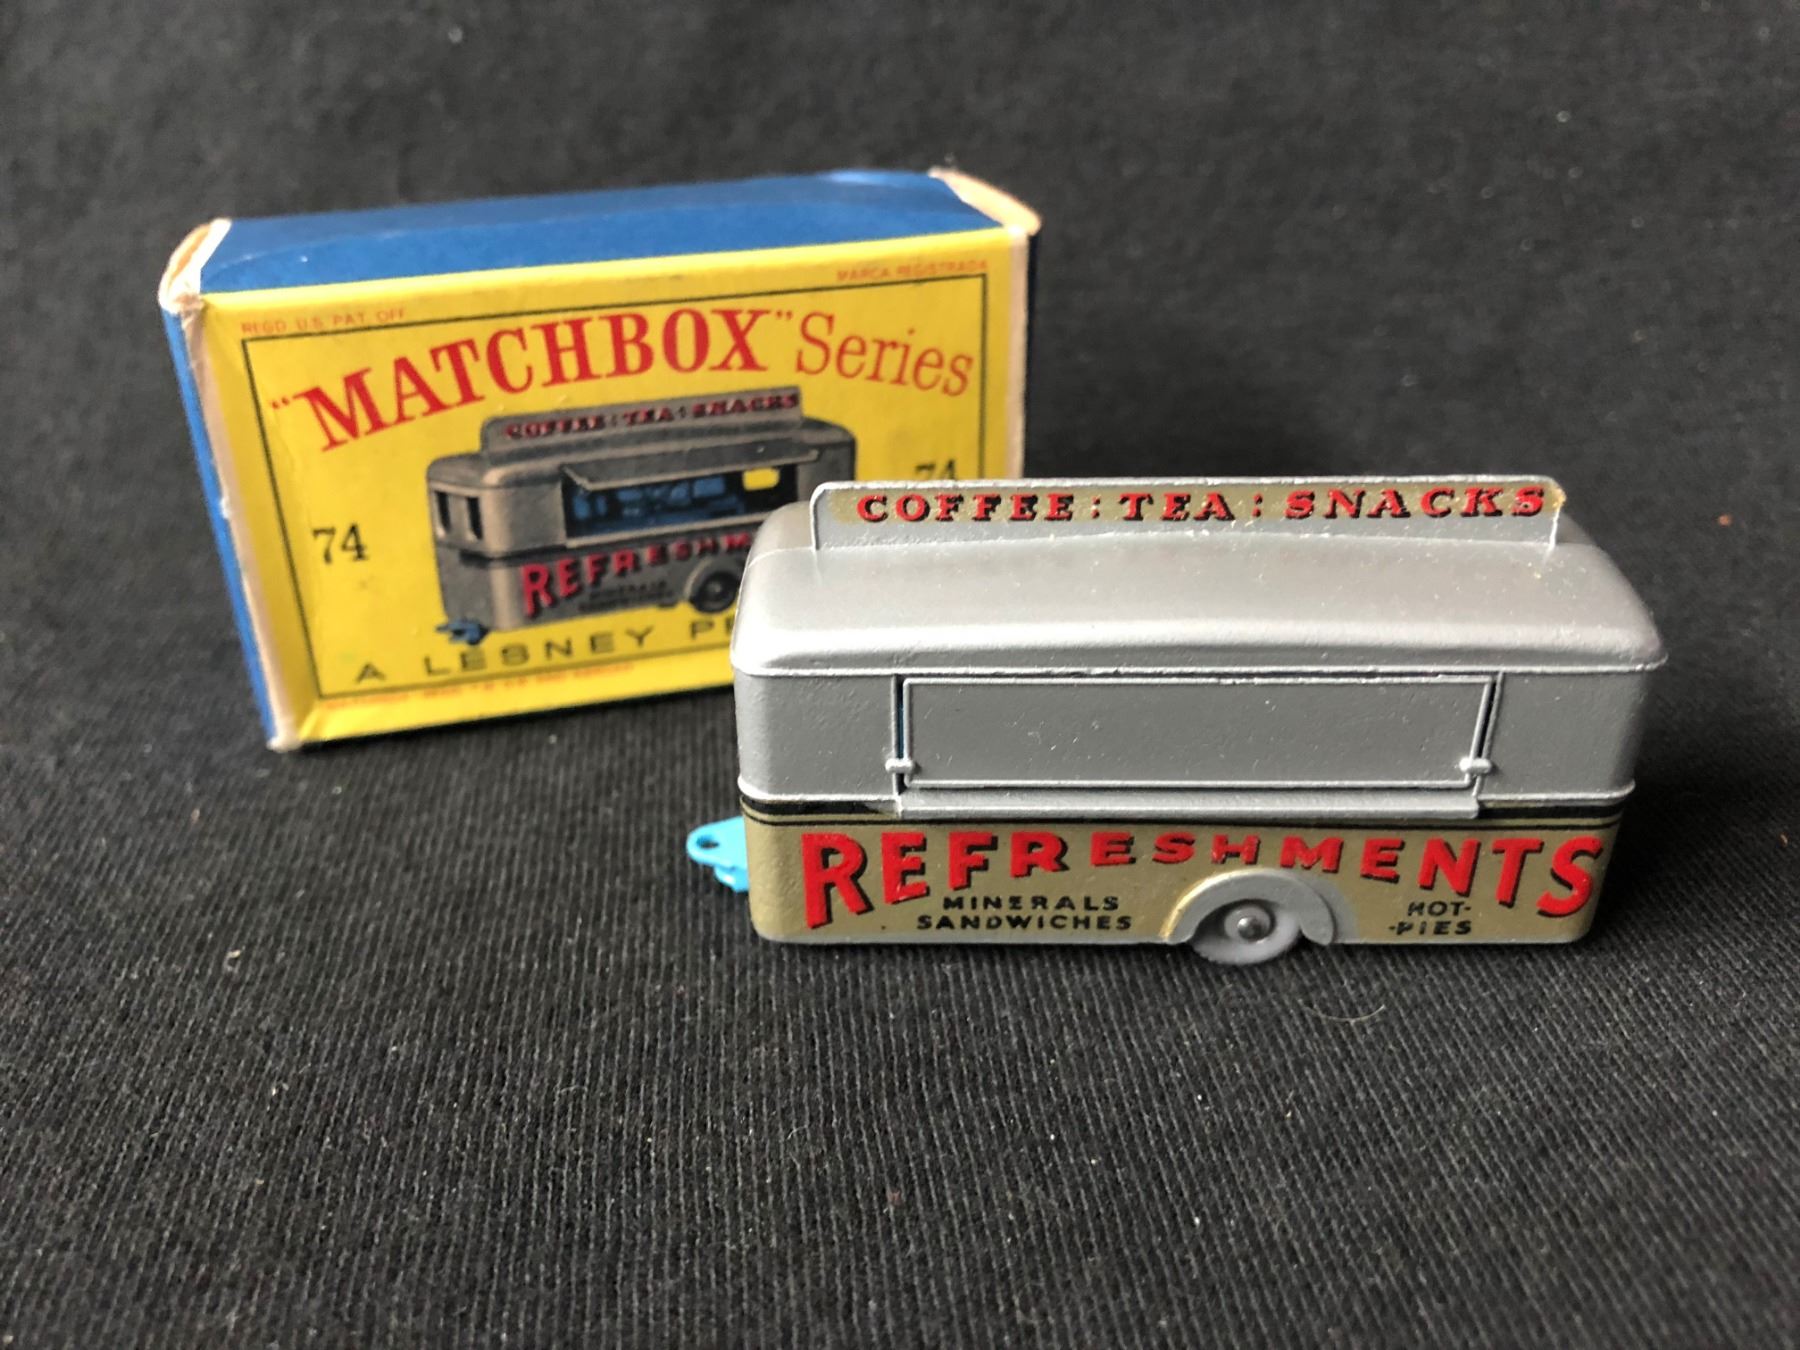 REGD U.S. PAT. OFF.
MARCA REGISTRADA
"MATCHBOX" Series
COFFEE : TEA : SNACKS
74
74
REFRESHM
A LESNEY
COFFEE : TEA : SNACKS
REFRESHMENTS
MINERALS
SANDWICHES
HOT-
-PIES